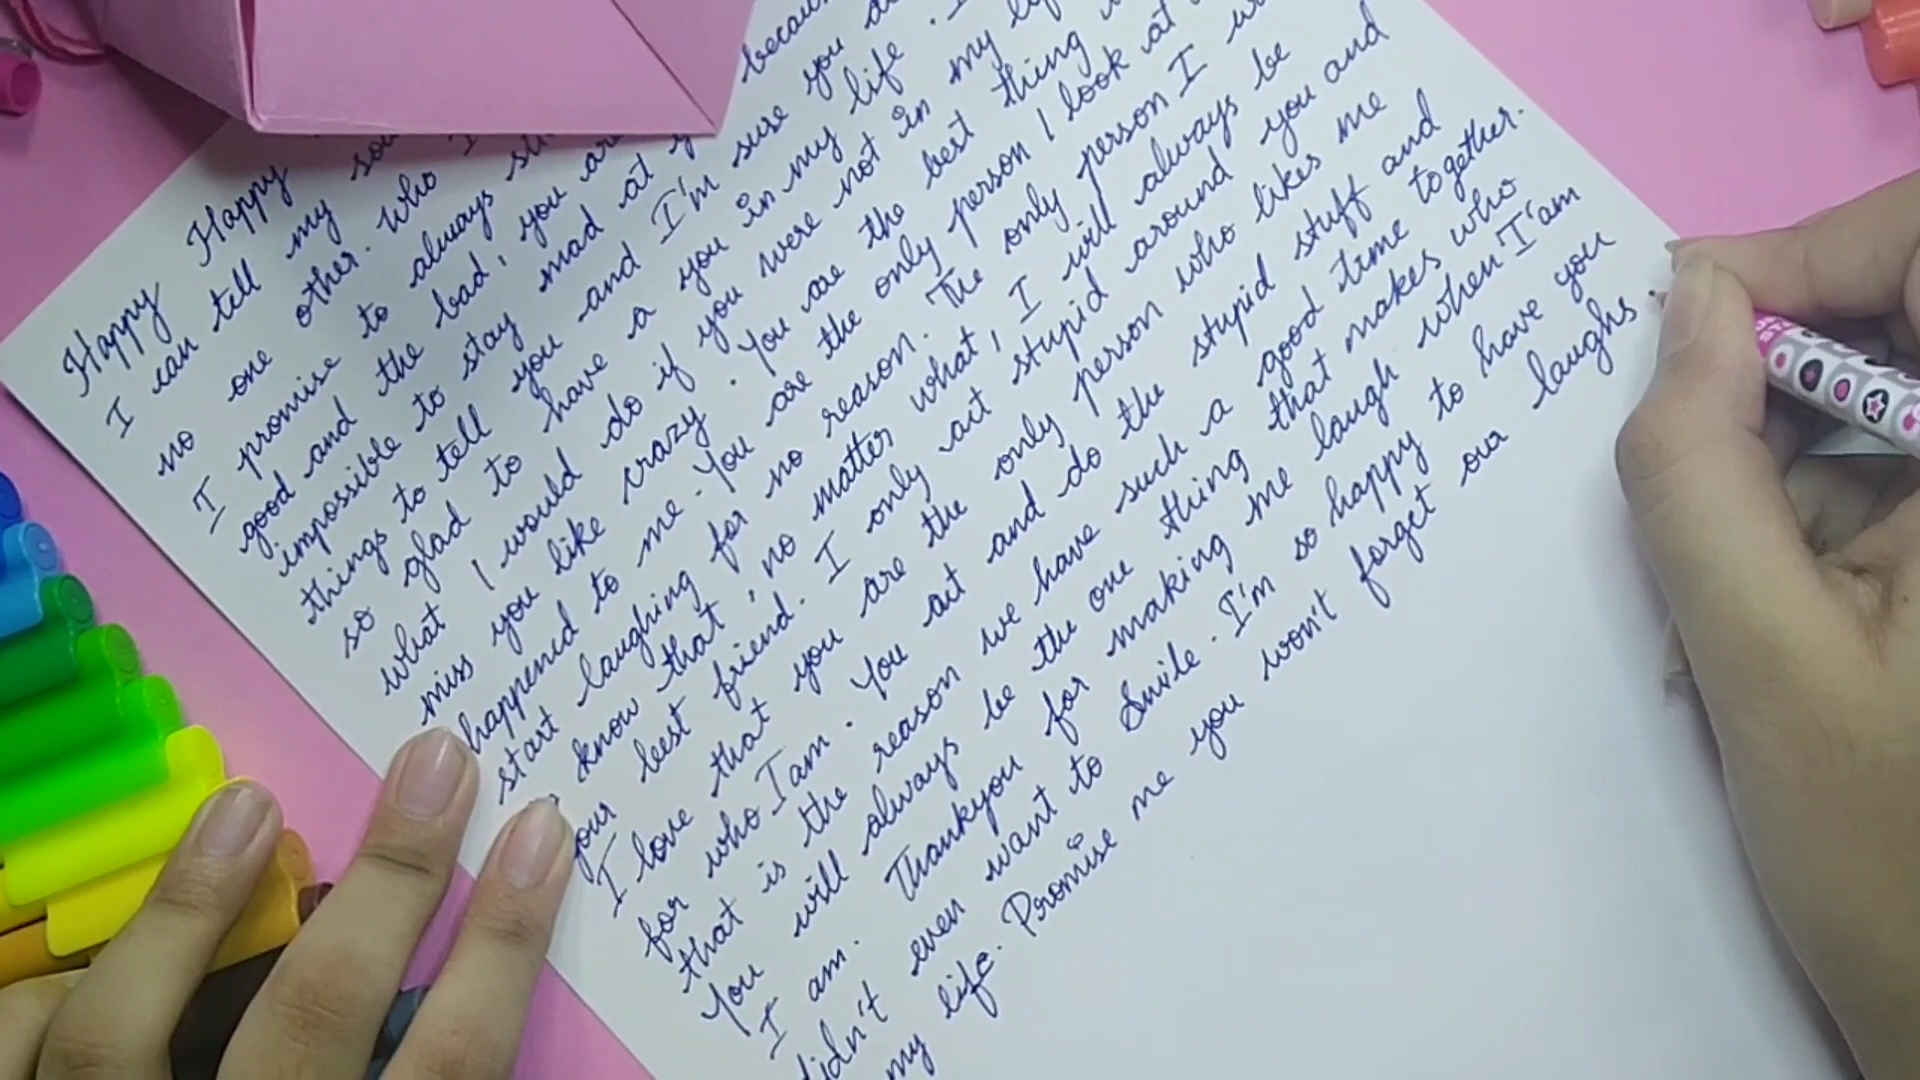 Happy Happy
I can tell my
no one other. who I
I promise to always
good and the bad, you
impossible to stay mad at
things to tell you and I'm sure you
so glad to have a you in my life. I
what I would do if you were not in my
miss you like crazy. You are the best thing
happened to me. You are the only person I look at
start laughing for no reason. The only person I
know that, no matter what, I will always be
your best friend. I only act stupid around you and
I love that you are the only person who likes me
for who I am. You act and do the stupid stuff and
that is the reason we have such a good time together.
You will always be the one thing that makes who
I am. Thankyou for making me laugh when I'am
didn't even want to Smile. I'm so happy to have you
my life. Promise me you won't forget our laughs